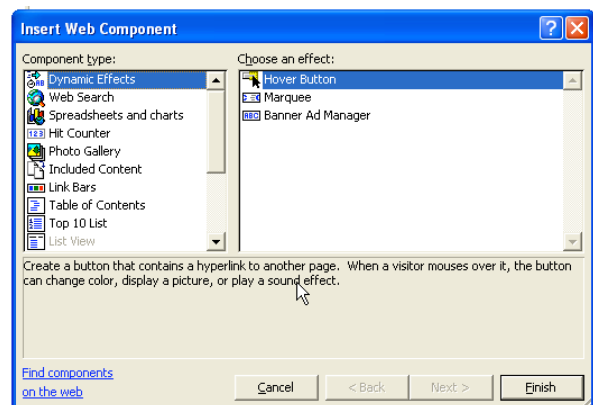 Insert Web Component
Component type:
Dynamic Effects
Web Search
Spreadsheets and charts
Hit Counter
Photo Gallery
Included Content
Link Bars
Table of Contents
Top 10 List
List View
Choose an effect:
Hover Button
Marquee
Banner Ad Manager
Create a button that contains a hyperlink to another page. When a visitor mouses over it, the button
can change color, display a picture, or play a sound effect.
Find components
on the web
Cancel
< Back
Next >
Finish